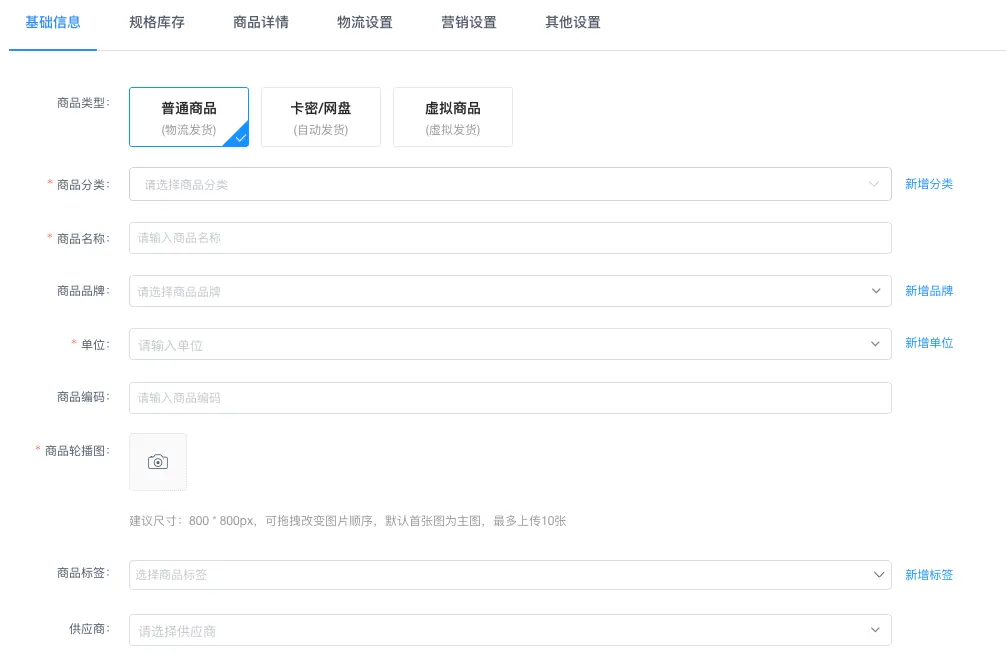 基础信息 规格库存 商品详情 物流设置 营销设置 其他设置
商品类型: 普通商品 卡密/网盘 虚拟商品
(物流发货) (自动发货) (虚拟发货)
* 商品分类: 请选择商品分类 新增分类
* 商品名称: 请输入商品名称
商品品牌: 请选择商品品牌 新增品牌
* 单位: 请输入单位 新增单位
商品编码: 请输入商品编码
* 商品轮播图:
建议尺寸：800 * 800px，可拖拽改变图片顺序，默认首张图为主图，最多上传10张
商品标签: 选择商品标签 新增标签
供应商: 请选择供应商